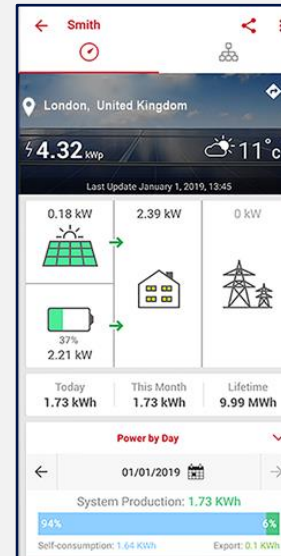 Smith
London, United Kingdom
4.32 kWp
11°c
Last Update January 1, 2019, 13:45
0.18 kW
2.39 kW
0 kW
37%
2.21 kW
Today
1.73 kWh
This Month
1.73 kWh
Lifetime
9.99 MWh
Power by Day
01/01/2019
System Production: 1.73 KWh
94%
6%
Self-consumption: 1.64 KWh
Export: 0.1 KWh